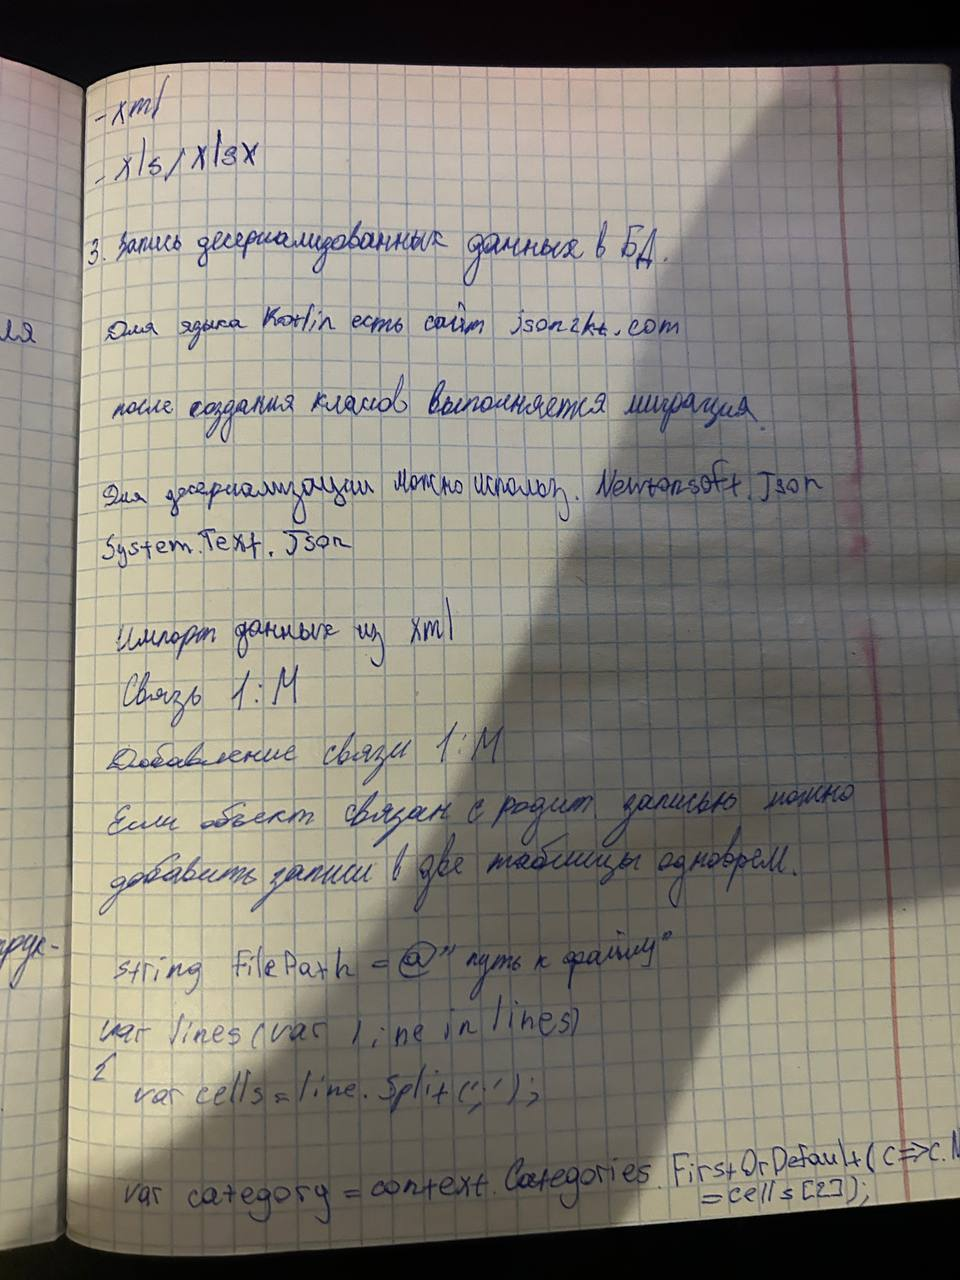 - xml
- xls / xlsx
3. Запись десериализованных данных в БД.
Для языка Kotlin есть сайт json2kt.com
ля
после создания класов выполняется миграция.
Для десериализации можно использ. Newtonsoft.Json
System.Text.Json
Импорт данных из xml
Связь 1:М
Добавление связи 1:М
Если объект связан с родит записью можно
добавить записи в две таблицы одноврем.
трук-
string FilePath = @"путь к файлу"
var lines (var line in lines)
{
var cells = line.Split(';');
var category = context.Categories.FirstOrDefault(c=>c.N
= cells[2]);